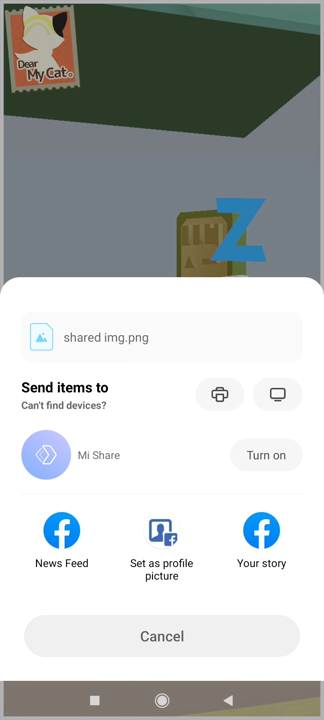 Dear
My Cat
Z
shared img.png
Send items to
Can't find devices?
Mi Share
Turn on
News Feed
Set as profile
picture
Your story
Cancel